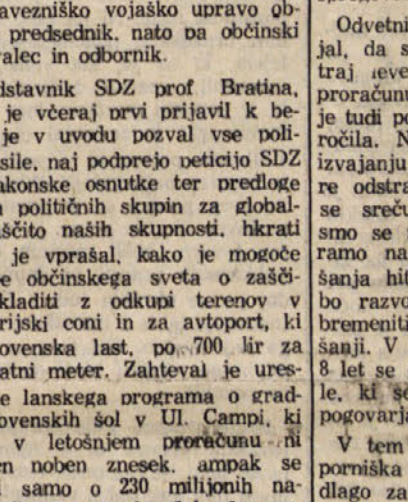 avezniško vojaško upravo ob-
predsednik, nato pa občinski
valec in odbornik.
dstavnik SDZ prof. Bratina,
je včeraj prvi prijavil k be-
je v uvodu pozval vse poli-
sile, naj podprejo peticijo SDZ
akonske osnutke ter predloge
političnih skupin za global-
ščito naših skupnosti, hkrati
je vprašal, kako je mogoče
e občinskega sveta o zašči-
kladiti z odkupi terenov v
rijski coni in za avtoport, ki
ovenska last, po 700 lir za
atni meter. Zahteval je ures-
e lanskega programa o grad-
ovenskih šol v Ul. Campi, ki
v letošnjem proračunu ni
en noben znesek, ampak se
samo o 230 milijonih na-
Odvetni
jal, da s
traj leve
proračunu
je tudi po
ročila. N
izvajanju
re odstra
se sreču
smo se
ramo na
šanja hit
bo razvo
bremeniti
šanji. V
8 let se
le, ki se
pogovarja
V tem
porniška
dlago za